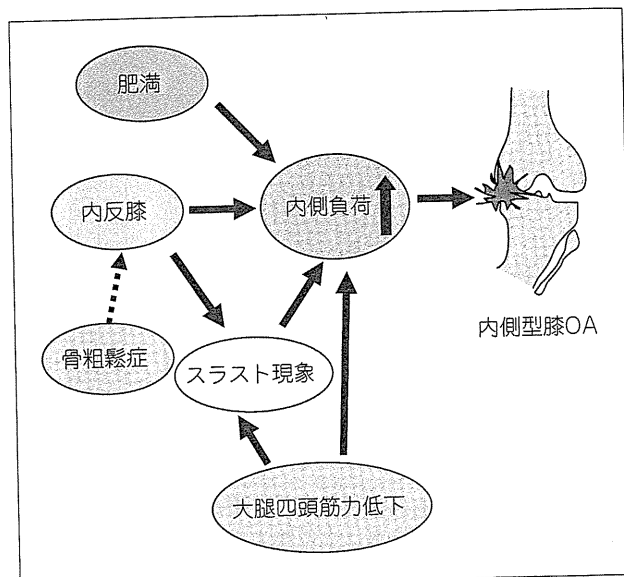 肥満
内反膝
内側負荷
骨粗鬆症
スラスト現象
内側型膝OA
大腿四頭筋力低下